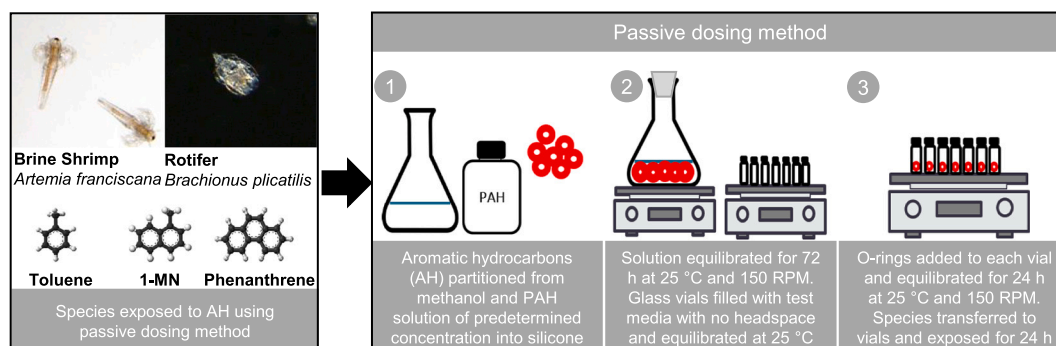 Brine Shrimp
Artemia franciscana
Rotifer
Brachionus plicatilis
Toluene
1-MN
Phenanthrene
Species exposed to AH using
passive dosing method
Passive dosing method
1
PAH
Aromatic hydrocarbons
(AH) partitioned from
methanol and PAH
solution of predetermined
concentration into silicone
2
Solution equilibrated for 72
h at 25 °C and 150 RPM.
Glass vials filled with test
media with no headspace
and equilibrated at 25 °C
3
O-rings added to each vial
and equilibrated for 24 h
at 25 °C and 150 RPM.
Species transferred to
vials and exposed for 24 h